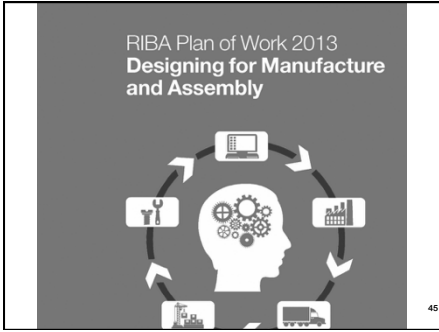 RIBA Plan of Work 2013
Designing for Manufacture
and Assembly
45